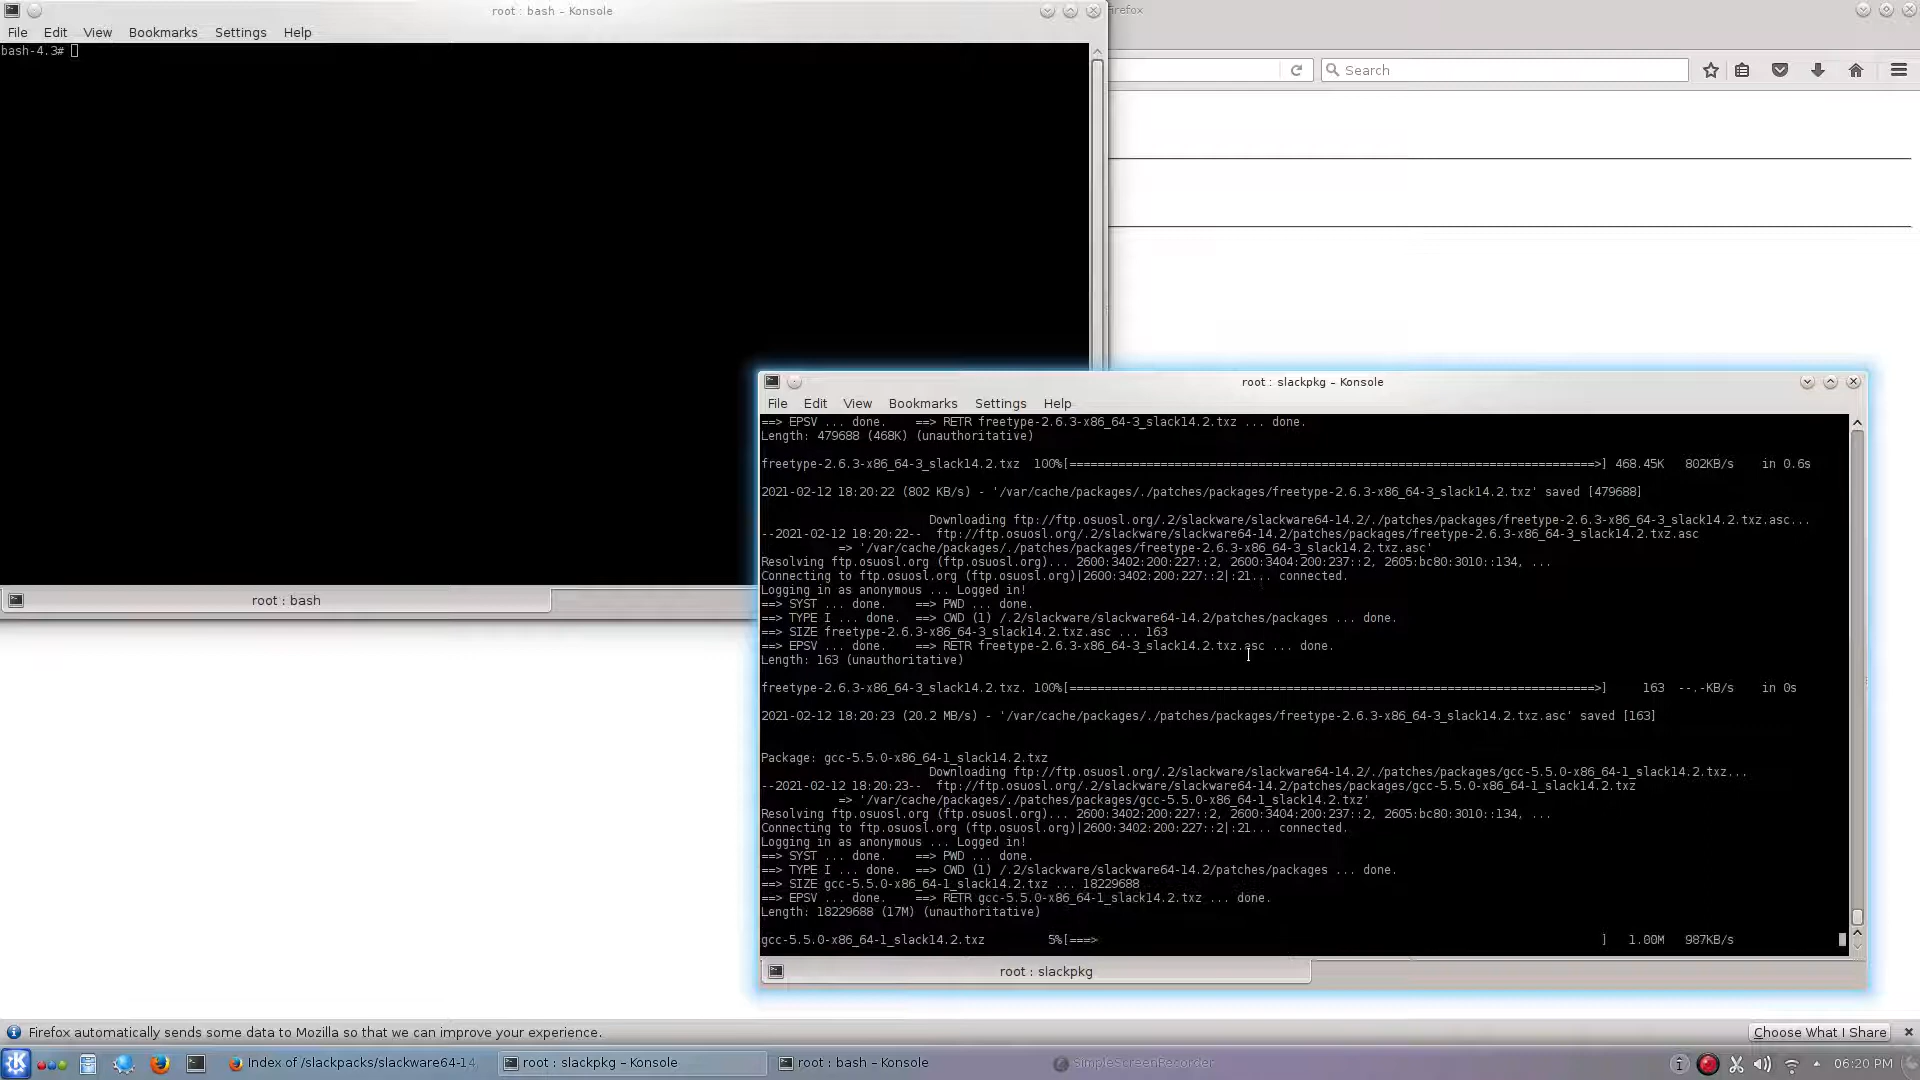 root : bash – Konsole
Firefox
File Edit View Bookmarks Settings Help
bash-4.3#
Search
root : bash
root : slackpkg – Konsole
File Edit View Bookmarks Settings Help
==> EPSV ... done.    ==> RETR freetype-2.6.3-x86_64-3_slack14.2.txz ... done.
Length: 479688 (468K) (unauthoritative)
freetype-2.6.3-x86_64-3_slack14.2.txz  100%[===========================================================================>] 468.45K   802KB/s    in 0.6s
2021-02-12 18:20:22 (802 KB/s) - '/var/cache/packages/./patches/packages/freetype-2.6.3-x86_64-3_slack14.2.txz' saved [479688]
Downloading ftp://ftp.osuosl.org/.2/slackware/slackware64-14.2/./patches/packages/freetype-2.6.3-x86_64-3_slack14.2.txz.asc...
--2021-02-12 18:20:22--  ftp://ftp.osuosl.org/.2/slackware/slackware64-14.2/./patches/packages/freetype-2.6.3-x86_64-3_slack14.2.txz.asc
=> '/var/cache/packages/./patches/packages/freetype-2.6.3-x86_64-3_slack14.2.txz.asc'
Resolving ftp.osuosl.org (ftp.osuosl.org)... 2600:3402:200:227::2, 2600:3404:200:237::2, 2605:bc80:3010::134, ...
Connecting to ftp.osuosl.org (ftp.osuosl.org)|2600:3402:200:227::2|:21... connected.
Logging in as anonymous ... Logged in!
==> SYST ... done.    ==> PWD ... done.
==> TYPE I ... done.  ==> CWD (1) /.2/slackware/slackware64-14.2/patches/packages ... done.
==> SIZE freetype-2.6.3-x86_64-3_slack14.2.txz.asc ... 163
==> EPSV ... done.    ==> RETR freetype-2.6.3-x86_64-3_slack14.2.txz.asc ... done.
Length: 163 (unauthoritative)
freetype-2.6.3-x86_64-3_slack14.2.txz. 100%[===========================================================================>]     163  --.-KB/s    in 0s
2021-02-12 18:20:23 (20.2 MB/s) - '/var/cache/packages/./patches/packages/freetype-2.6.3-x86_64-3_slack14.2.txz.asc' saved [163]
Package: gcc-5.5.0-x86_64-1_slack14.2.txz
Downloading ftp://ftp.osuosl.org/.2/slackware/slackware64-14.2/./patches/packages/gcc-5.5.0-x86_64-1_slack14.2.txz...
--2021-02-12 18:20:23--  ftp://ftp.osuosl.org/.2/slackware/slackware64-14.2/./patches/packages/gcc-5.5.0-x86_64-1_slack14.2.txz
=> '/var/cache/packages/./patches/packages/gcc-5.5.0-x86_64-1_slack14.2.txz'
Resolving ftp.osuosl.org (ftp.osuosl.org)... 2600:3402:200:227::2, 2600:3404:200:237::2, 2605:bc80:3010::134, ...
Connecting to ftp.osuosl.org (ftp.osuosl.org)|2600:3402:200:227::2|:21... connected.
Logging in as anonymous ... Logged in!
==> SYST ... done.    ==> PWD ... done.
==> TYPE I ... done.  ==> CWD (1) /.2/slackware/slackware64-14.2/patches/packages ... done.
==> SIZE gcc-5.5.0-x86_64-1_slack14.2.txz ... 18229688
==> EPSV ... done.    ==> RETR gcc-5.5.0-x86_64-1_slack14.2.txz ... done.
Length: 18229688 (17M) (unauthoritative)
gcc-5.5.0-x86_64-1_slack14.2.txz         5%[===>                                                                        ]   1.00M   987KB/s
root : slackpkg
Firefox automatically sends some data to Mozilla so that we can improve your experience.
Choose What I Share
Index of /slackpacks/slackware64-14
root : slackpkg – Konsole
root : bash – Konsole
SimpleScreenRecorder
06:20 PM